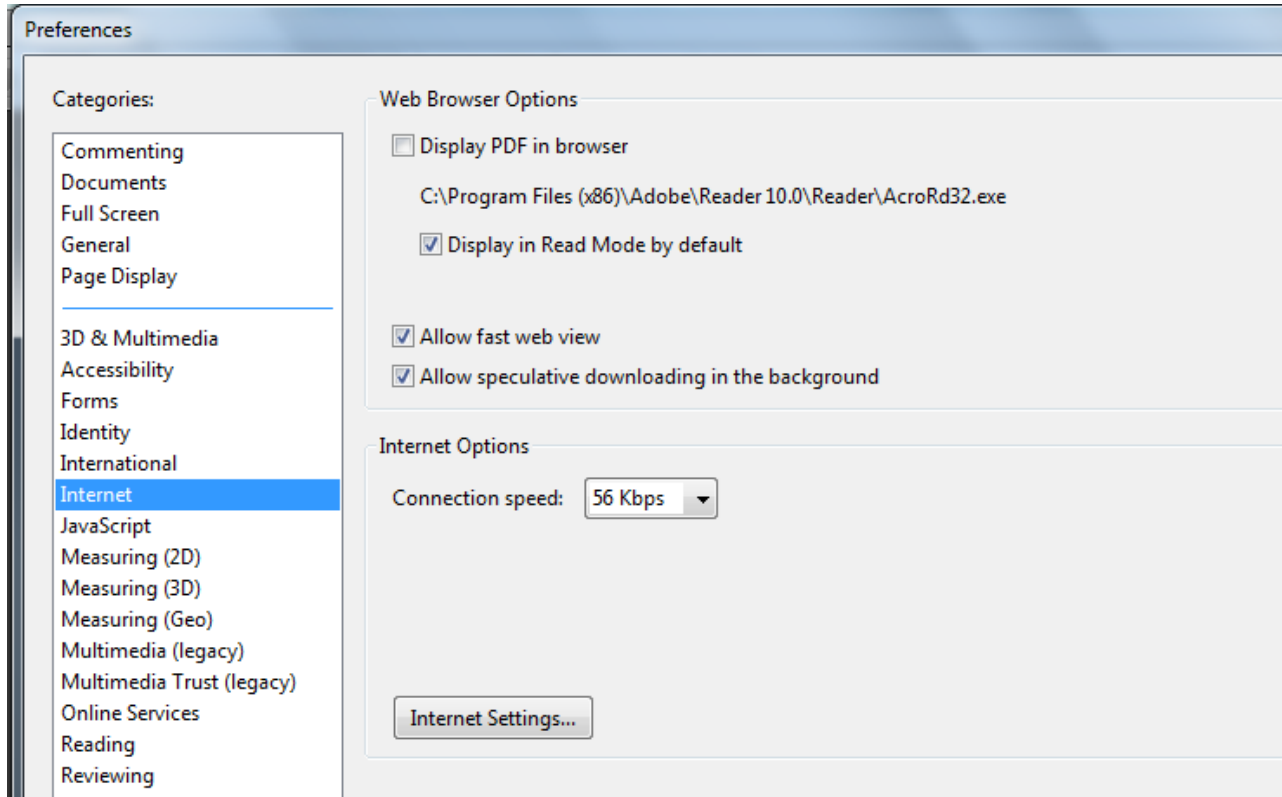 Preferences
Categories:
Commenting
Documents
Full Screen
General
Page Display
3D & Multimedia
Accessibility
Forms
Identity
International
Internet
JavaScript
Measuring (2D)
Measuring (3D)
Measuring (Geo)
Multimedia (legacy)
Multimedia Trust (legacy)
Online Services
Reading
Reviewing
Web Browser Options
Display PDF in browser
C:\Program Files (x86)\Adobe\Reader 10.0\Reader\AcroRd32.exe
Display in Read Mode by default
Allow fast web view
Allow speculative downloading in the background
Internet Options
Connection speed: 56 Kbps
Internet Settings...